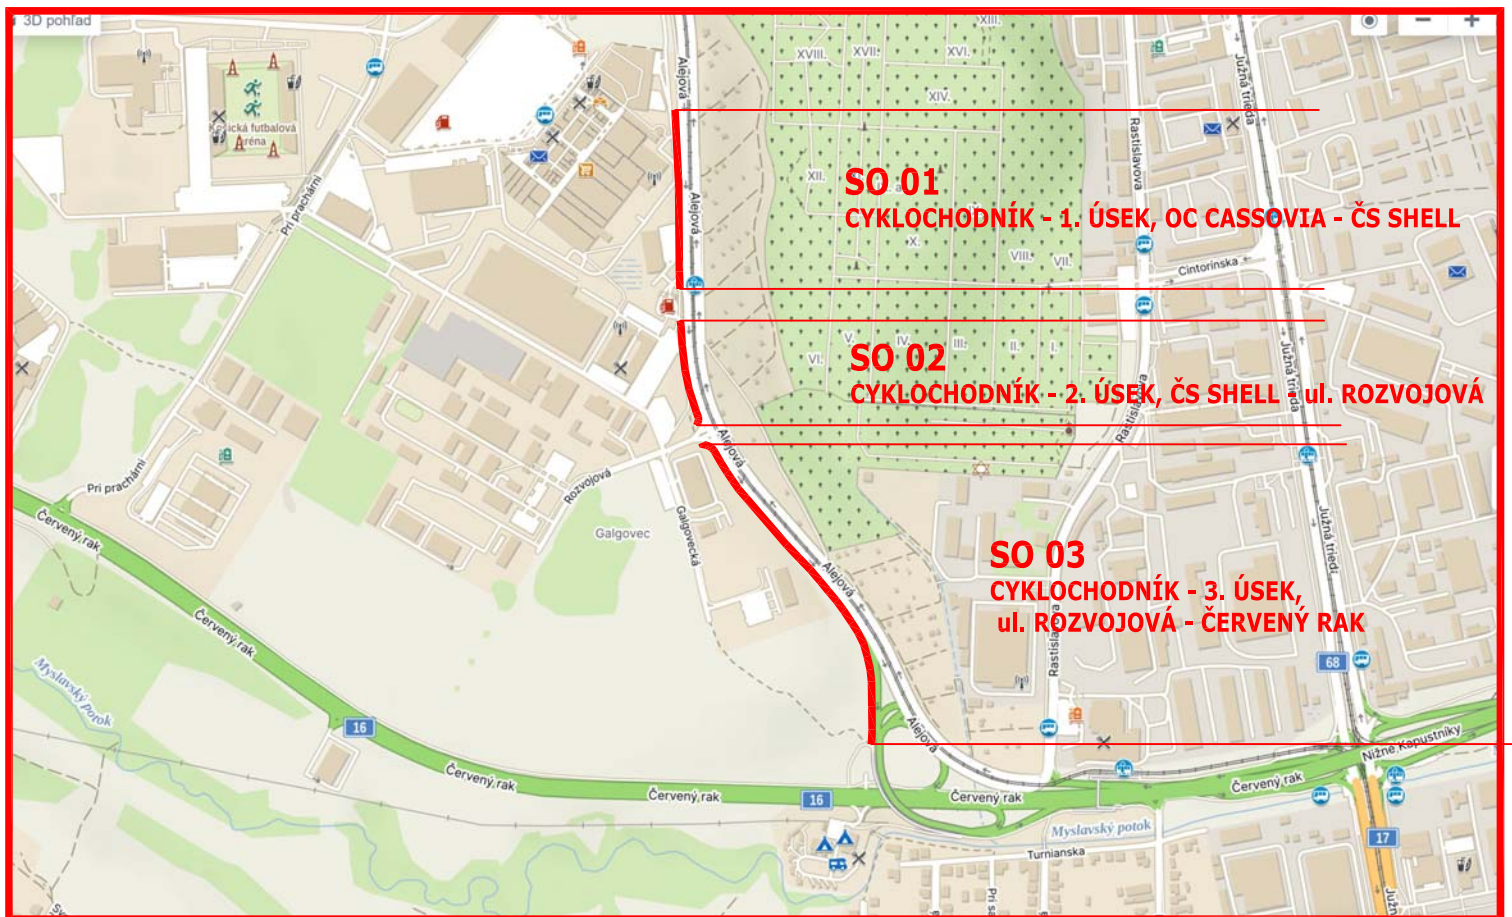 3D pohľad
XIII.
XVIII.
XVII.
XVI.
Alejová
Južná trieda
XIV.
Košická futbalová
aréna
Rastislavova
XII.
SO 01
CYKLOCHODNÍK - 1. ÚSEK, OC CASSOVIA - ČS SHELL
Pri prachárni
Alejová
X.
VIII.
VII.
Cintorínska
SO 02
CYKLOCHODNÍK - 2. ÚSEK, ČS SHELL - ul. ROZVOJOVÁ
V.
IV.
III.
II.
I.
VI.
Južná trieda
Rastislavova
Alejová
Pri prachárni
Rozvojová
Červený rak
Galgovec
Galgovecká
Južná trieda
SO 03
CYKLOCHODNÍK - 3. ÚSEK,
ul. ROZVOJOVÁ - ČERVENÝ RAK
Alejová
Červený rak
Rastislavova
68
Myslavský potok
16
Alejová
Nižné Kapustníky
Červený rak
Červený rak
16
Červený rak
Červený rak
Myslavský potok
17
Turnianska